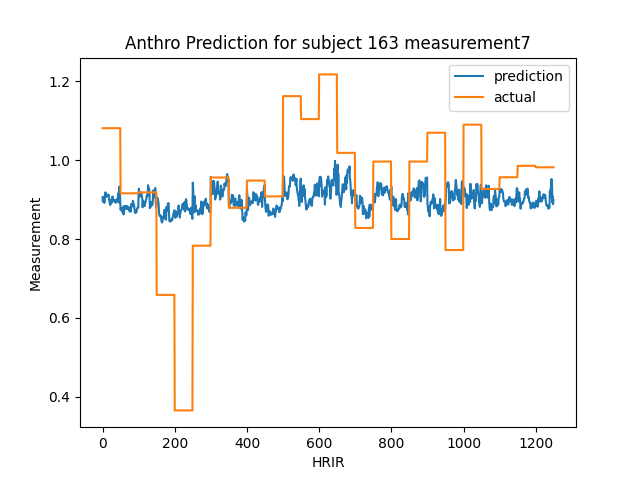 Anthro Prediction for subject 163 measurement7
prediction
actual
1.2
1.0
0.8
0.6
0.4
Measurement
0 200 400 600 800 1000 1200
HRIR